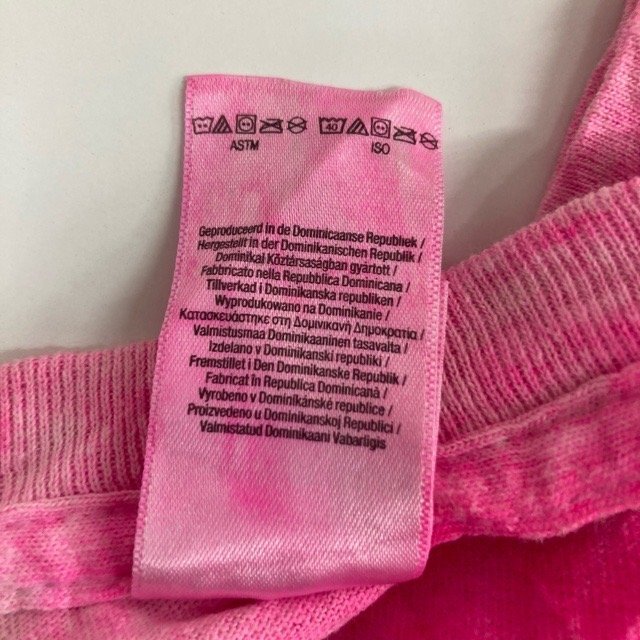 40
ASTM ISO
Geproduceerd in de Dominicaanse Republiek /
Hergestellt in der Dominikanischen Republik /
Dominikai Köztársaságban gyártott /
Fabbricato nella Repubblica Dominicana /
Tillverkad i Dominikanska republiken /
Wyprodukowano na Dominikanie /
Κατασκευάστηκε στη Δομινικανή Δημοκρατία /
Valmistusmaa Dominikaaninen tasavalta /
Izdelano v Dominikanski republiki /
Fremstillet i Den Dominikanske Republik /
Fabricat în Republica Dominicană /
Vyrobeno v Dominikánské republice /
Proizvedeno u Dominikanskoj Republici /
Valmistatud Dominikaani Vabariigis